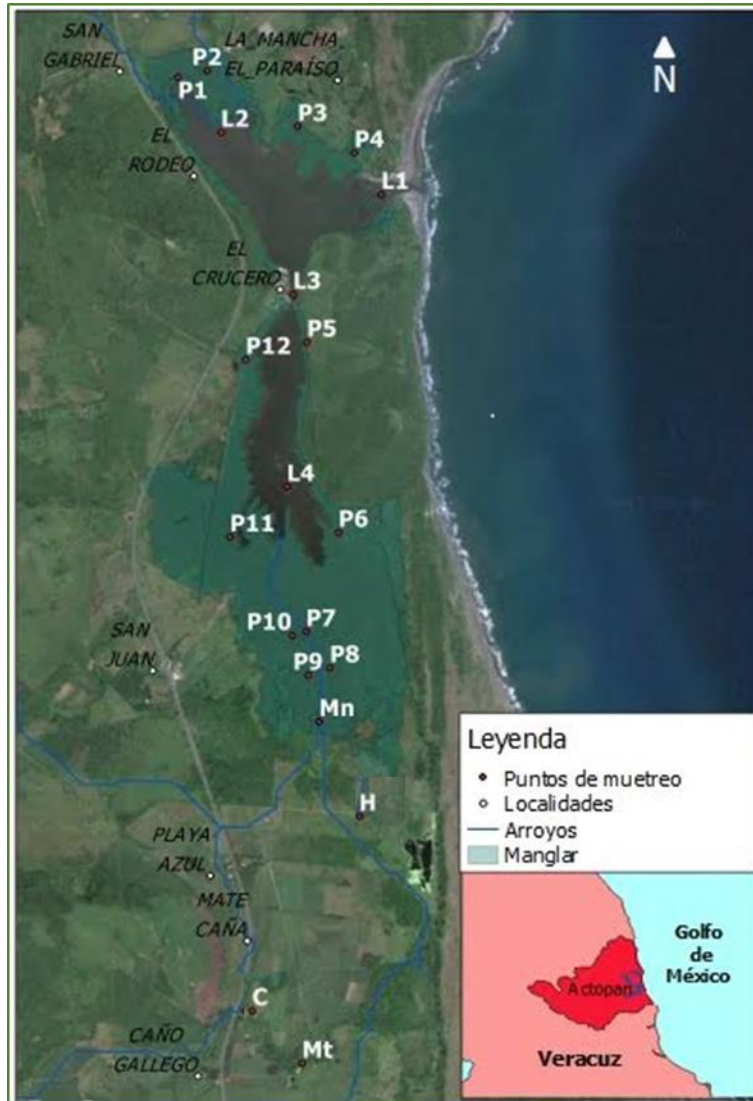 SAN
GABRIEL
P2
P1
LA_MANCHA_
EL_PARAÍSO
N
L2
P3
P4
EL
RODEO
L1
EL
CRUCERO
L3
P5
P12
L4
P11
P6
P10
P7
P9
P8
SAN
JUAN
Mn
H
PLAYA
AZUL
MATE
CAÑA
C
CAÑO
GALLEGO
Mt
Leyenda
Puntos de muetreo
Localidades
Arroyos
Manglar
Golfo
de
México
Actopan
Veracuz